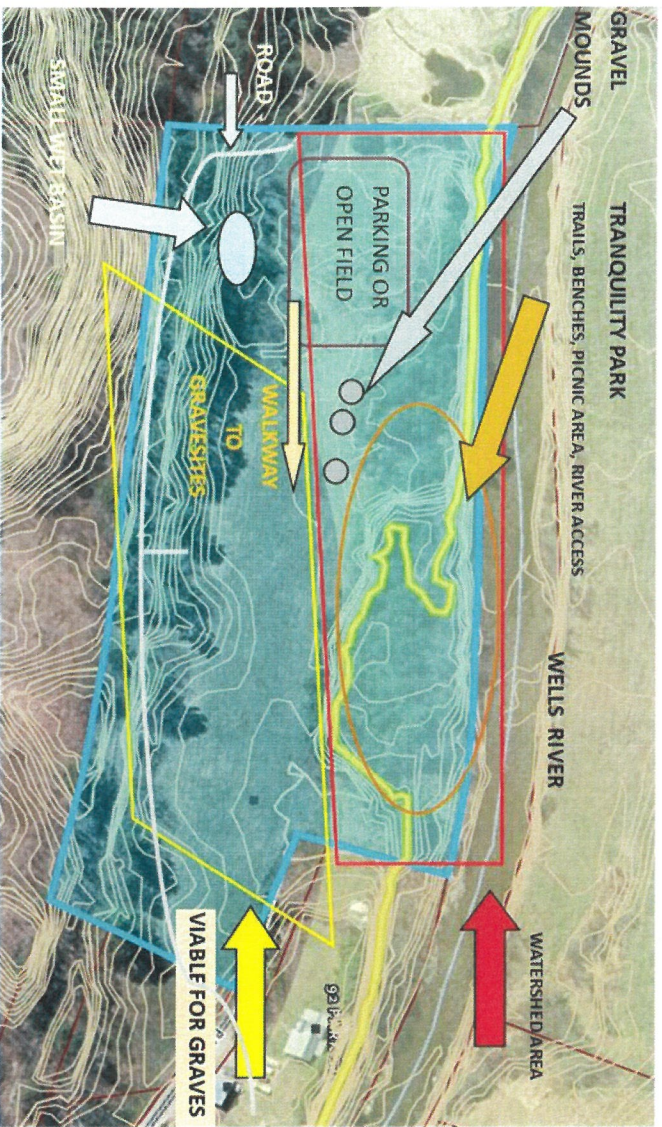 GRAVEL
MOUNDS
TRANQUILITY PARK
TRAILS, BENCHES, PICNIC AREA, RIVER ACCESS
WELLS RIVER
WATERSHED AREA
ROAD
PARKING OR
OPEN FIELD
SMALL WET BASIN
WALKWAY
TO
GRAVESITES
VIABLE FOR GRAVES
92